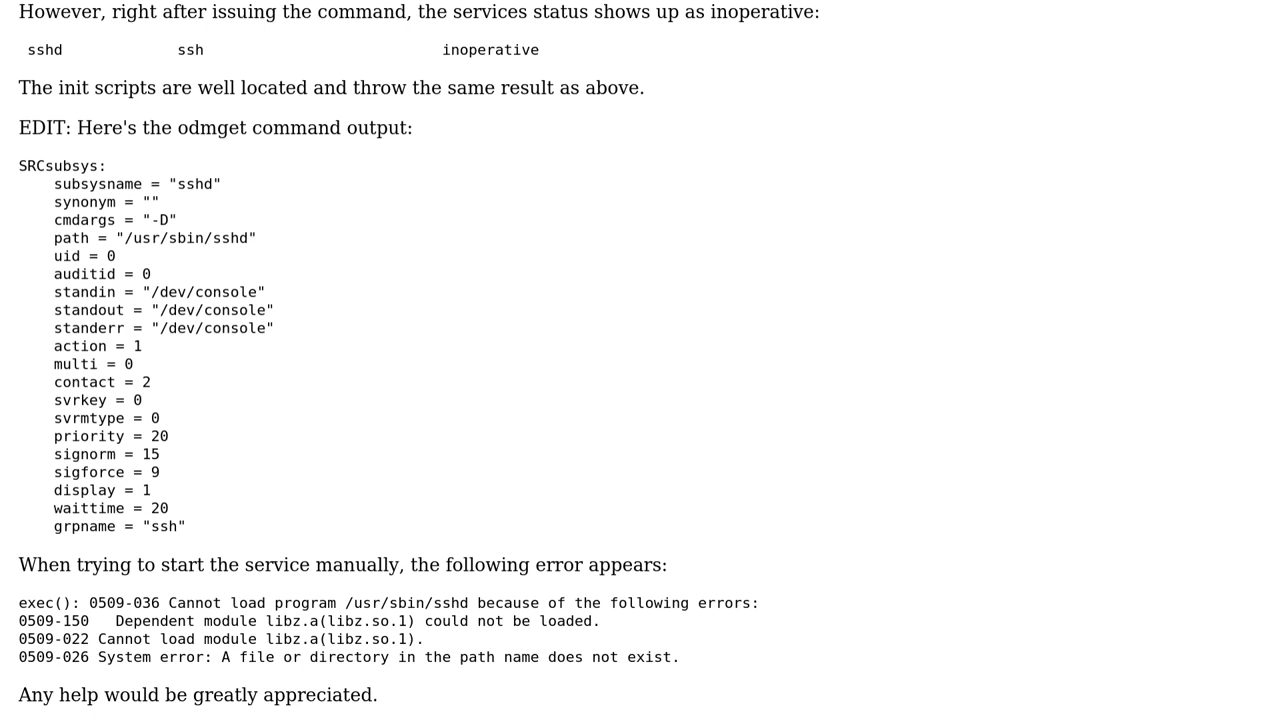 However, right after issuing the command, the services status shows up as inoperative:
sshd             ssh                           inoperative
The init scripts are well located and throw the same result as above.
EDIT: Here's the odmget command output:
SRCsubsys:
    subsysname = "sshd"
    synonym = ""
    cmdargs = "-D"
    path = "/usr/sbin/sshd"
    uid = 0
    auditid = 0
    standin = "/dev/console"
    standout = "/dev/console"
    standerr = "/dev/console"
    action = 1
    multi = 0
    contact = 2
    svrkey = 0
    svrmtype = 0
    priority = 20
    signorm = 15
    sigforce = 9
    display = 1
    waittime = 20
    grpname = "ssh"
When trying to start the service manually, the following error appears:
exec(): 0509-036 Cannot load program /usr/sbin/sshd because of the following errors:
0509-150   Dependent module libz.a(libz.so.1) could not be loaded.
0509-022 Cannot load module libz.a(libz.so.1).
0509-026 System error: A file or directory in the path name does not exist.
Any help would be greatly appreciated.